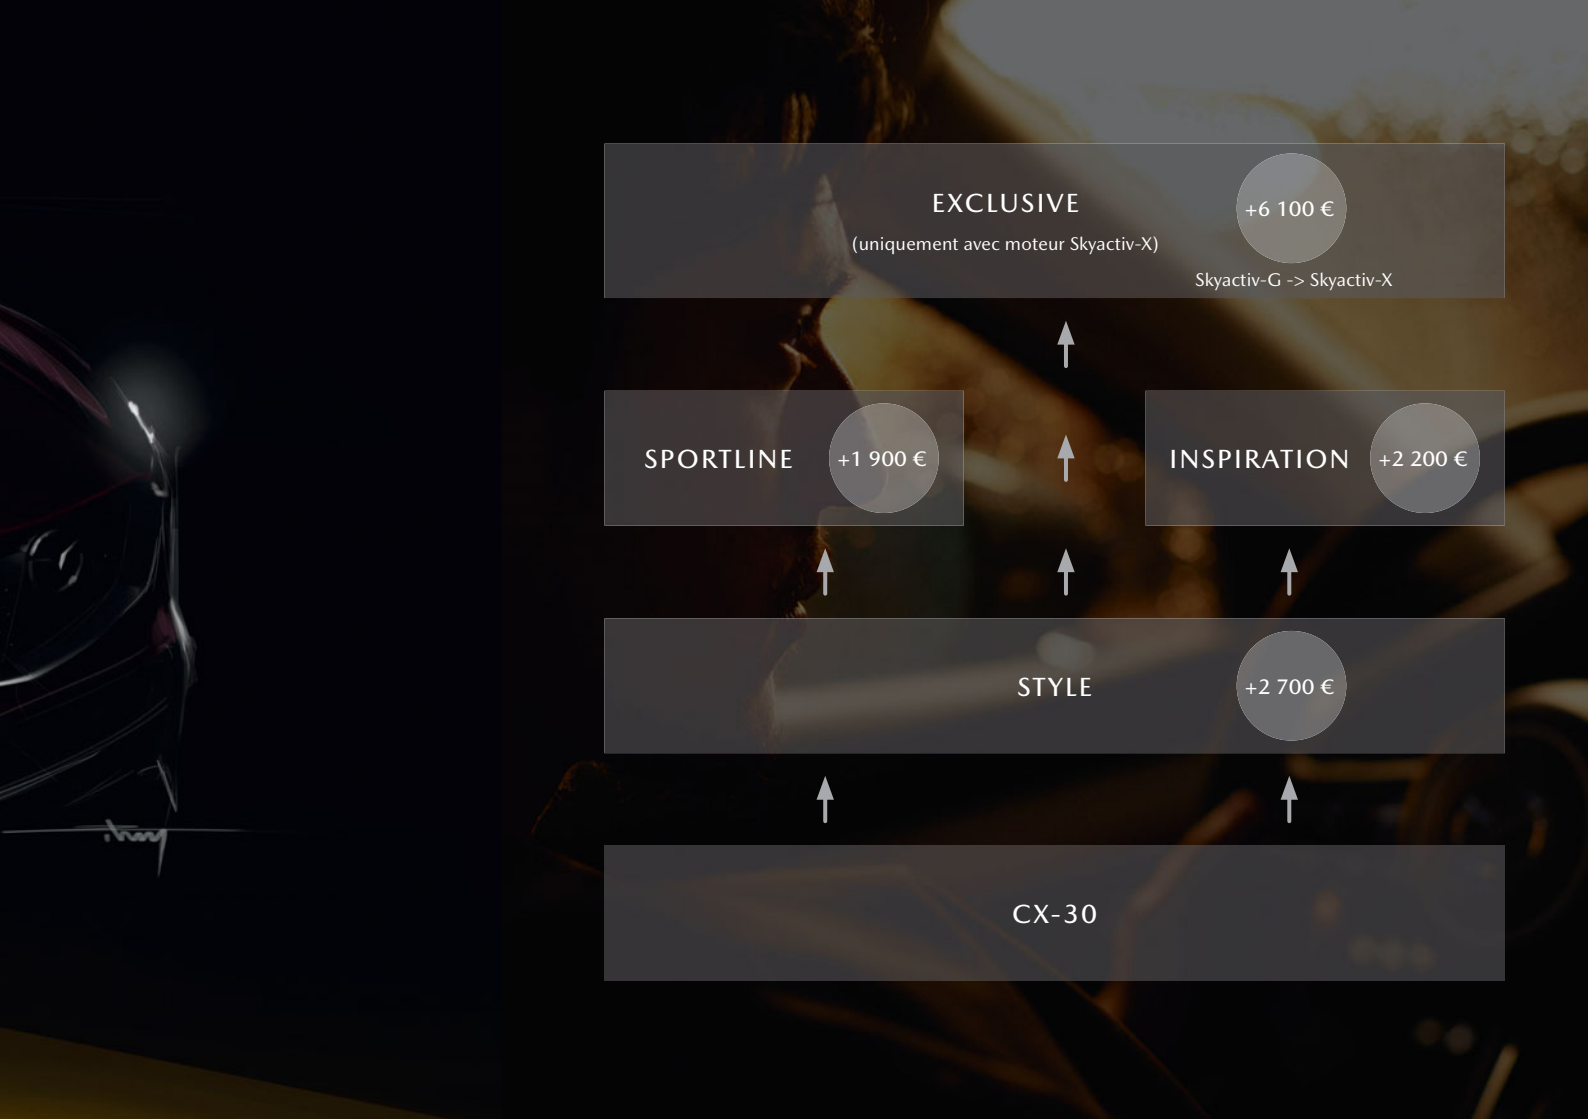 EXCLUSIVE
+6 100 €
(uniquement avec moteur Skyactiv-X)
Skyactiv-G -> Skyactiv-X
SPORTLINE
+1 900 €
INSPIRATION
+2 200 €
STYLE
+2 700 €
CX-30